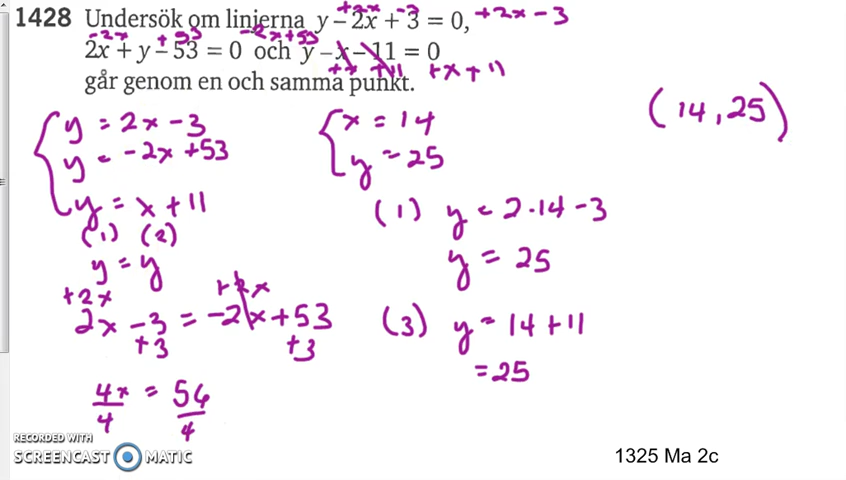 1428 Undersök om linjerna y − 2x + 3 = 0, +2x − 3
2x + y − 53 = 0 och y − x − 11 = 0
−2x + 53 −2x + 53
+x +11 +x + 11
går genom en och samma punkt.
(14, 25)
y = 2x − 3
y = −2x + 53
y = x + 11
(1) (2)
y = y
+2x +2x
2x − 3 = −2x + 53
+3 +3
4x = 56
4 4
x = 14
y = 25
(1) y = 2·14 − 3
y = 25
(3) y = 14 + 11
= 25
RECORDED WITH
SCREENCAST MATIC
1325 Ma 2c